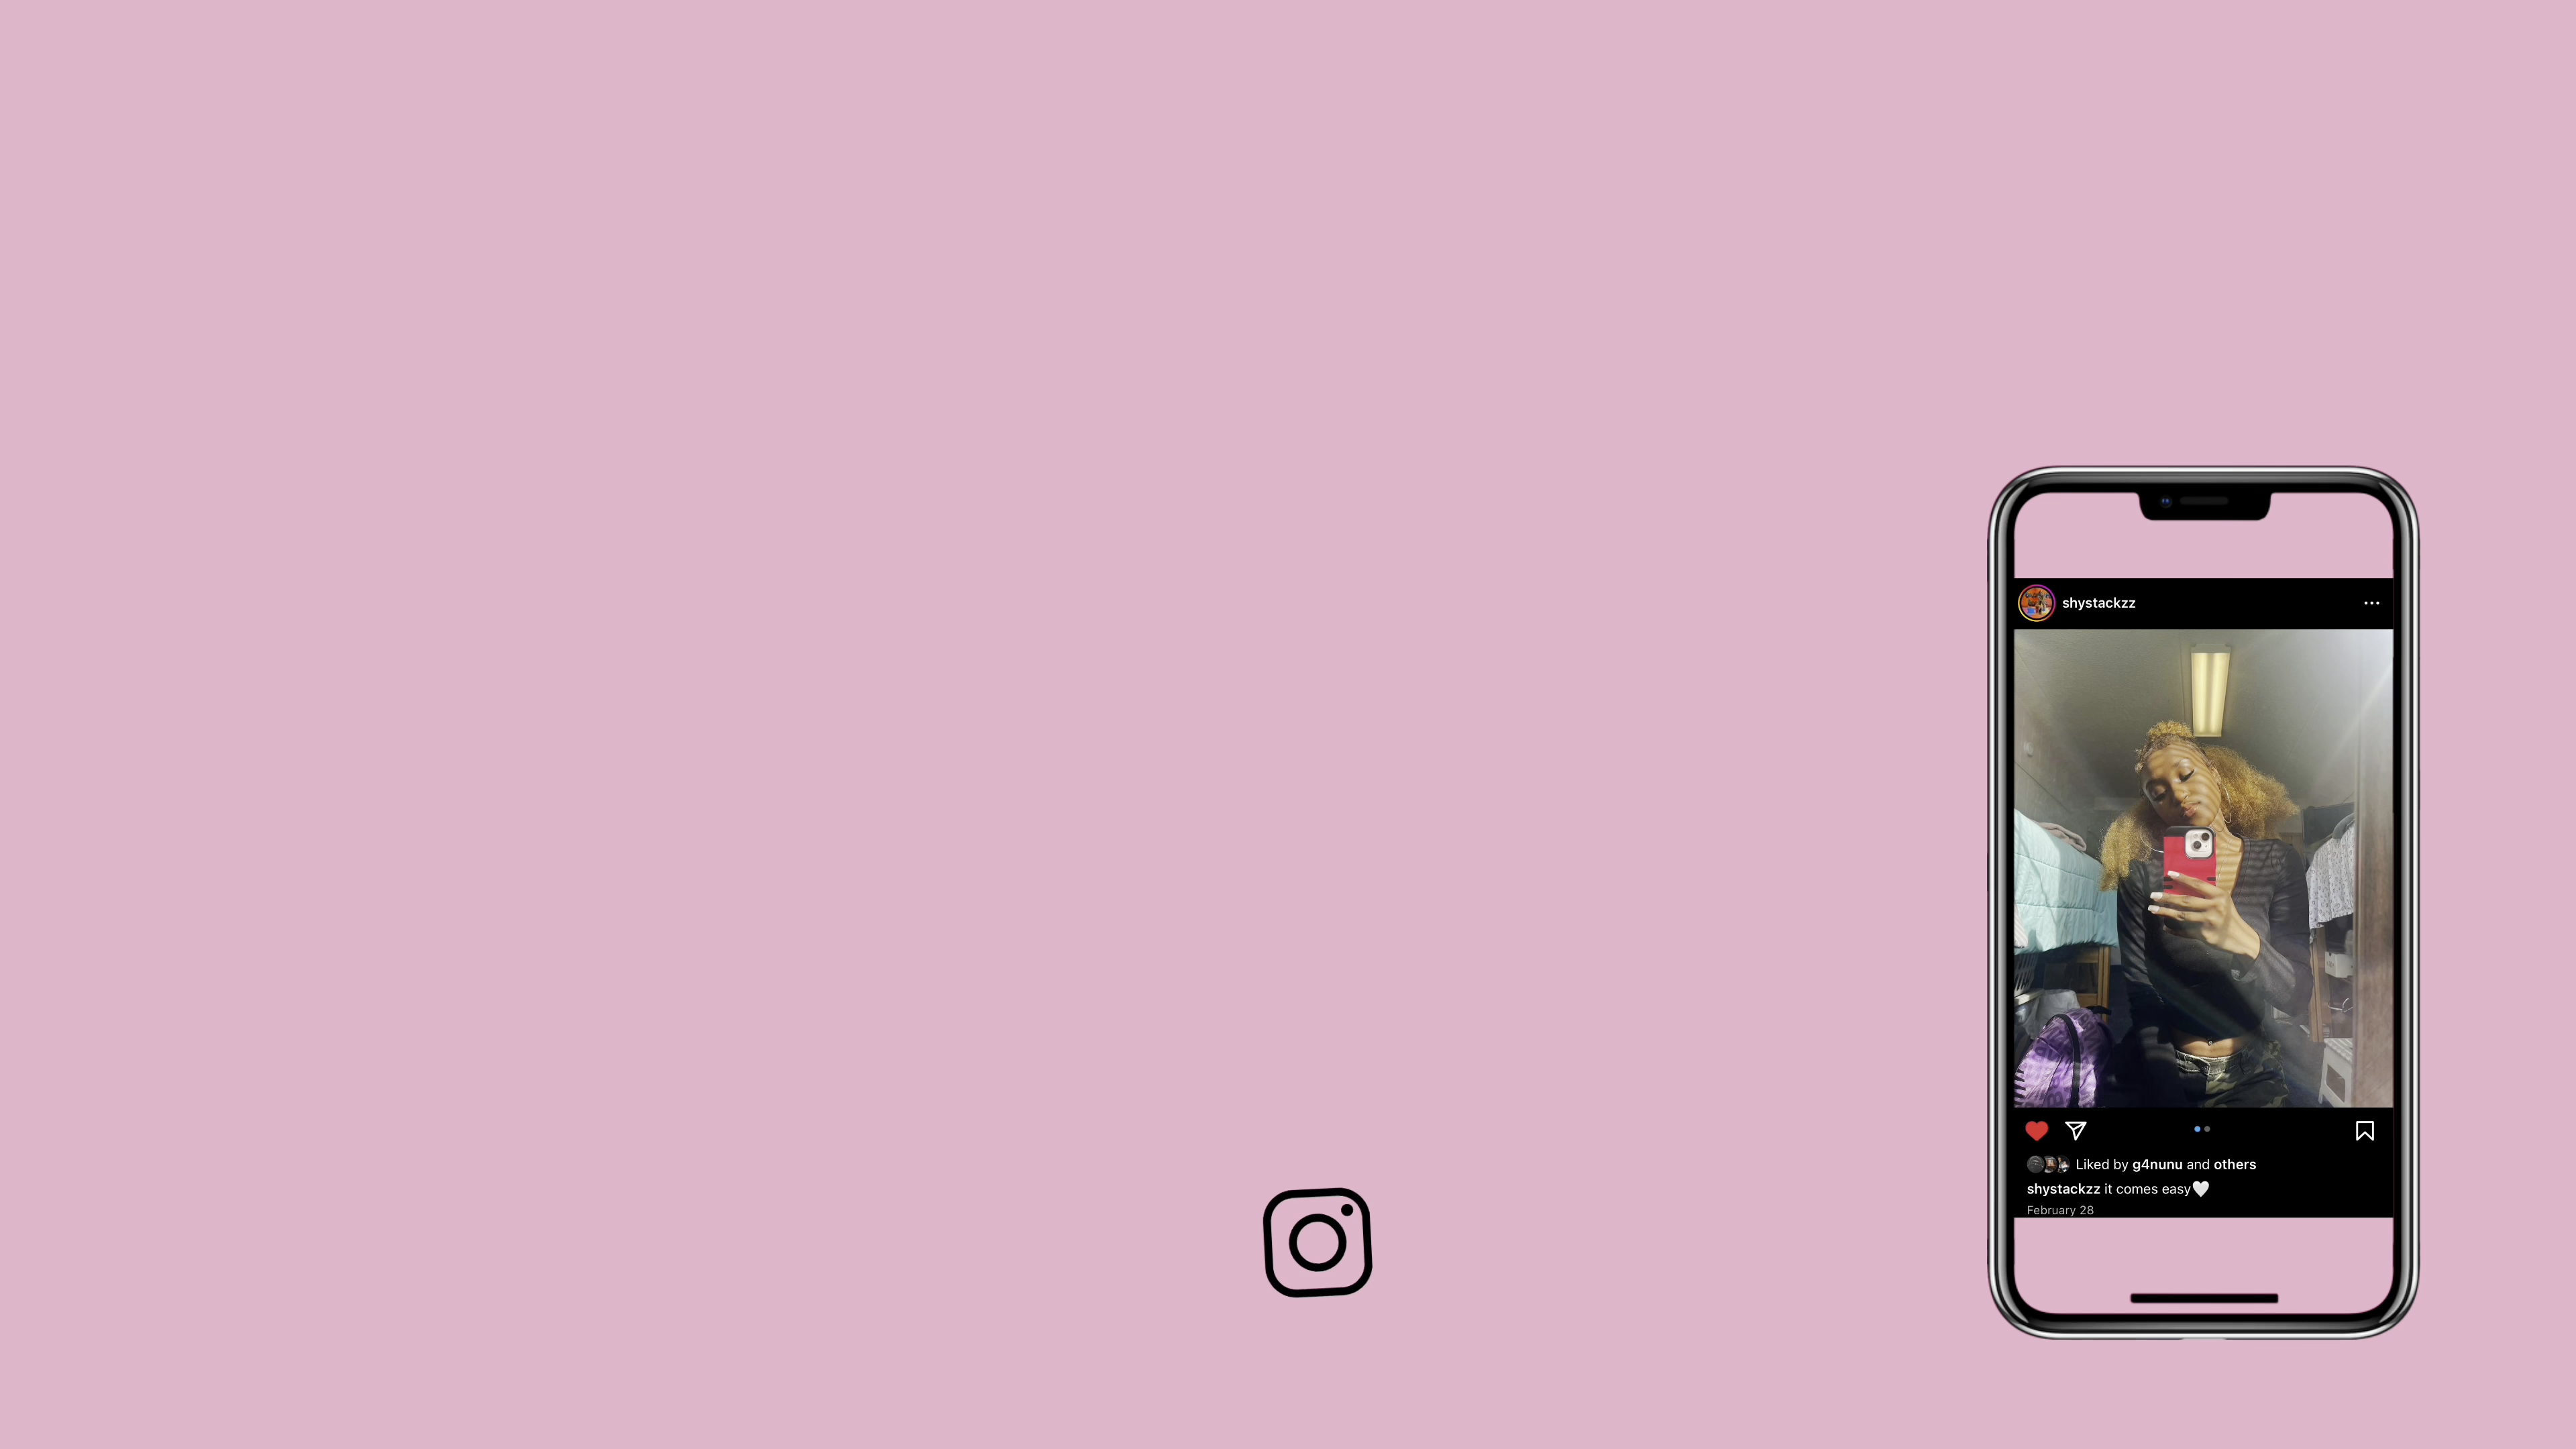 shystackzz
Liked by g4nunu and others
shystackzz it comes easy🤍
February 28